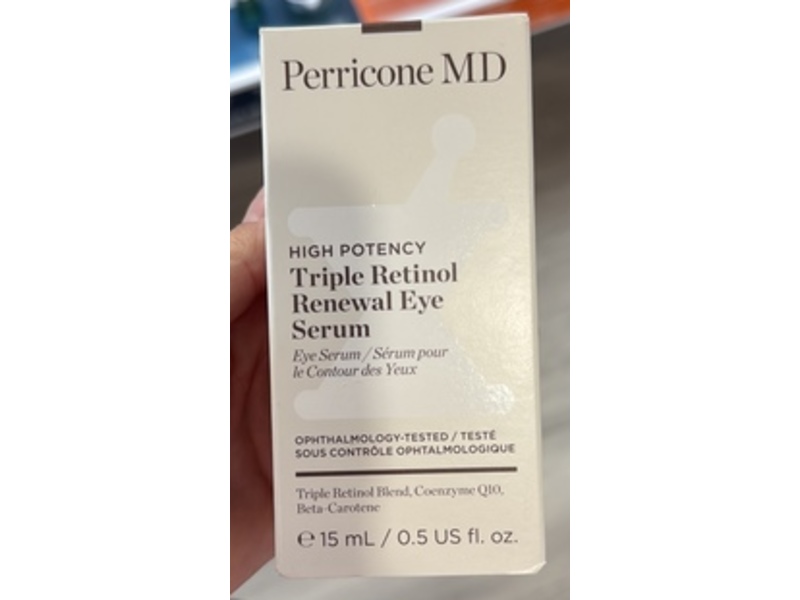 Perricone MD
HIGH POTENCY
Triple Retinol
Renewal Eye
Serum
Eye Serum / Sérum pour
le Contour des Yeux
OPHTHALMOLOGY-TESTED / TESTÉ
SOUS CONTRÔLE OPHTALMOLOGIQUE
Triple Retinol Blend, Coenzyme Q10,
Beta-Carotene
℮ 15 mL / 0.5 US fl. oz.